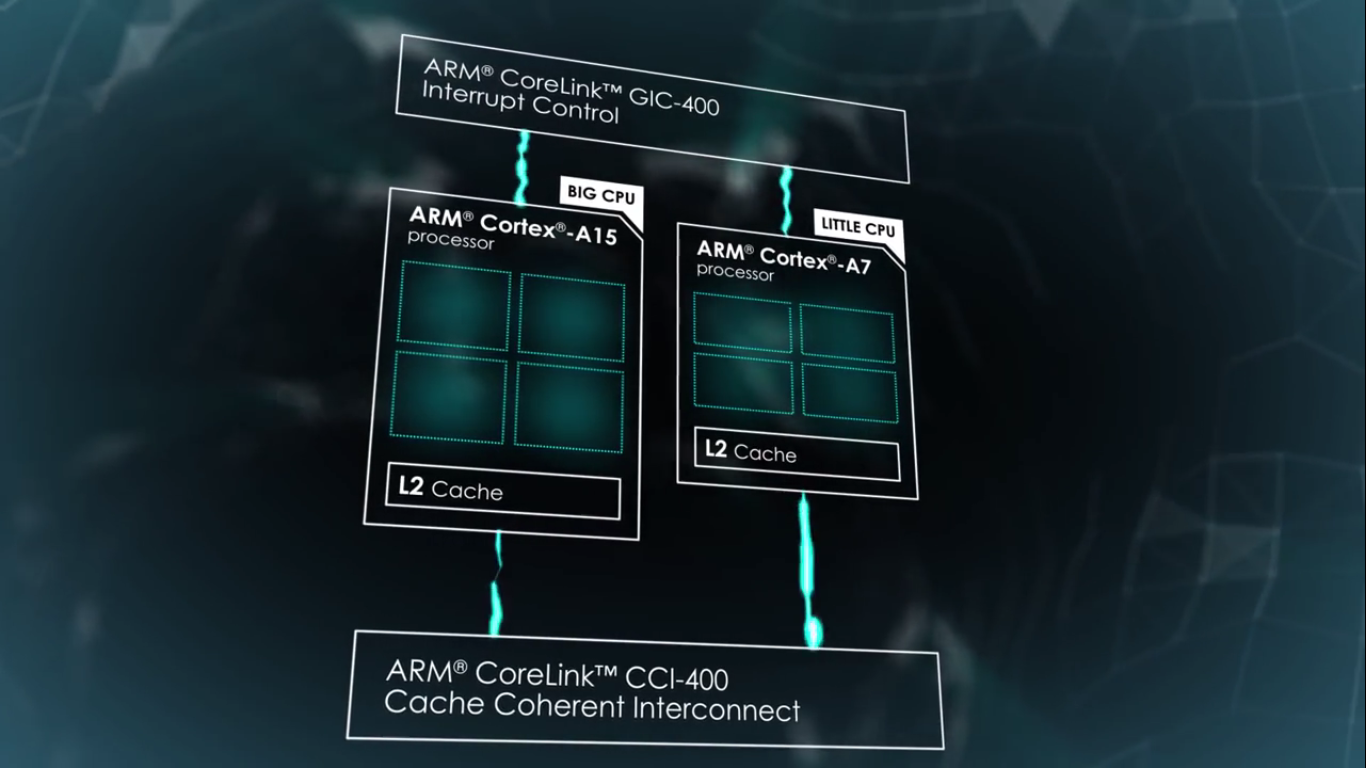 ARM® CoreLink™ GIC-400
Interrupt Control
BIG CPU
ARM® Cortex®-A15
processor
L2 Cache
LITTLE CPU
ARM® Cortex®-A7
processor
L2 Cache
ARM® CoreLink™ CCI-400
Cache Coherent Interconnect